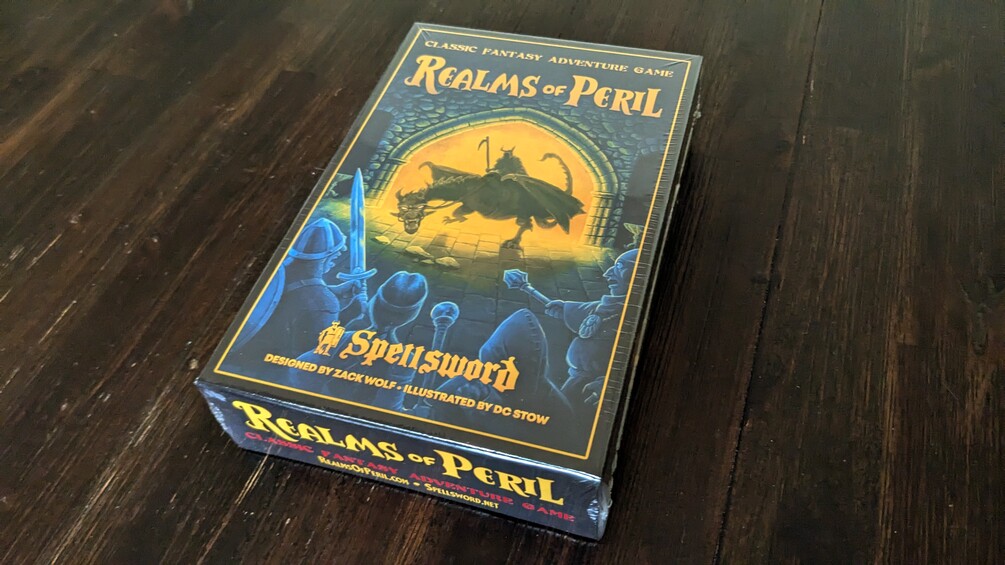 CLASSIC FANTASY ADVENTURE GAME
REALMS OF PERIL
Spellsword
DESIGNED BY ZACK WOLF • ILLUSTRATED BY DC STOW
REALMS OF PERIL
CLASSIC FANTASY ADVENTURE GAME
REALMSOFPERIL.COM • SPELLSWORD.NET